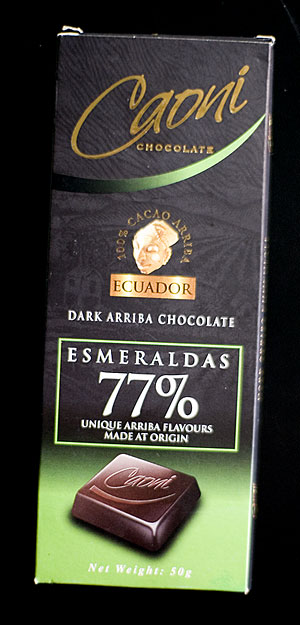 Caoni
CHOCOLATE
100% CACAO ARRIBA
ECUADOR
DARK ARRIBA CHOCOLATE
ESMERALDAS
77%
UNIQUE ARRIBA FLAVOURS
MADE AT ORIGIN
Caoni
Net Weight: 50g